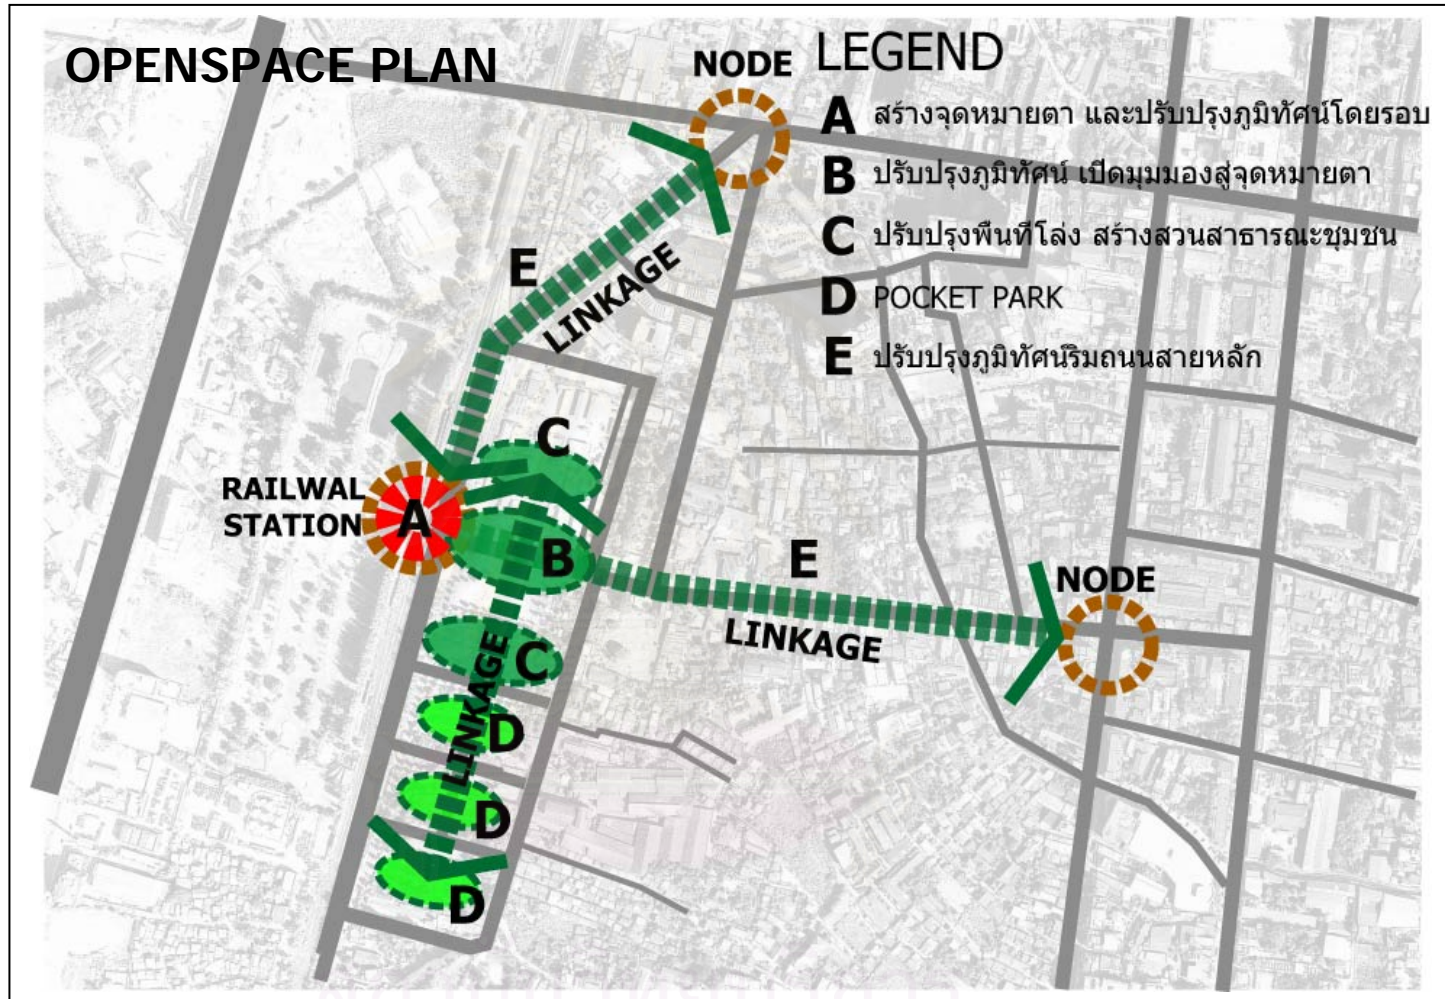 OPENSPACE PLAN
NODE
LEGEND
A สร้างจุดหมายตา และปรับปรุงภูมิทัศน์โดยรอบ
B ปรับปรุงภูมิทัศน์ เปิดมุมมองสู่จุดหมายตา
C ปรับปรุงพื้นที่โล่ง สร้างสวนสาธารณะชุมชน
D POCKET PARK
E ปรับปรุงภูมิทัศน์ริมถนนสายหลัก
E
LINKAGE
C
RAILWAL
STATION
A
B
E
LINKAGE
NODE
C
LINKAGE
D
D
D